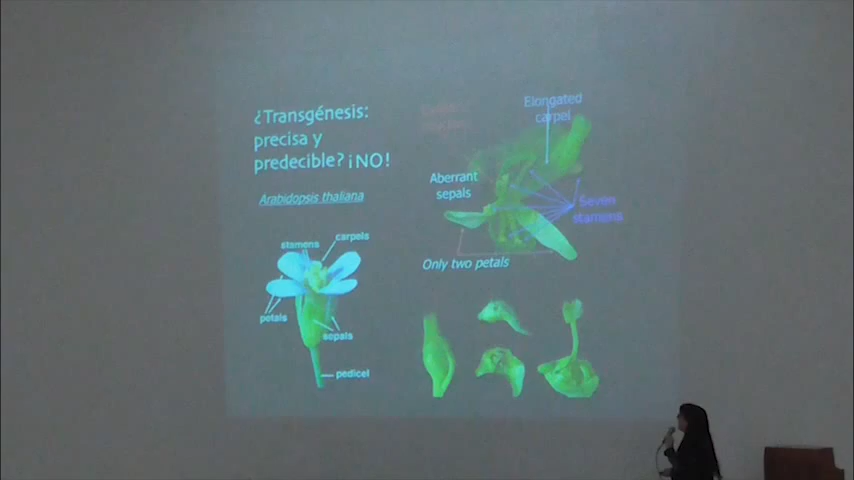 ¿Transgénesis:
precisa y
predecible? ¡NO!
Arabidopsis thaliana
stamens
carpels
petals
sepals
pedicel
Elongated
carpel
Aberrant
sepals
Seven
stamens
Only two petals